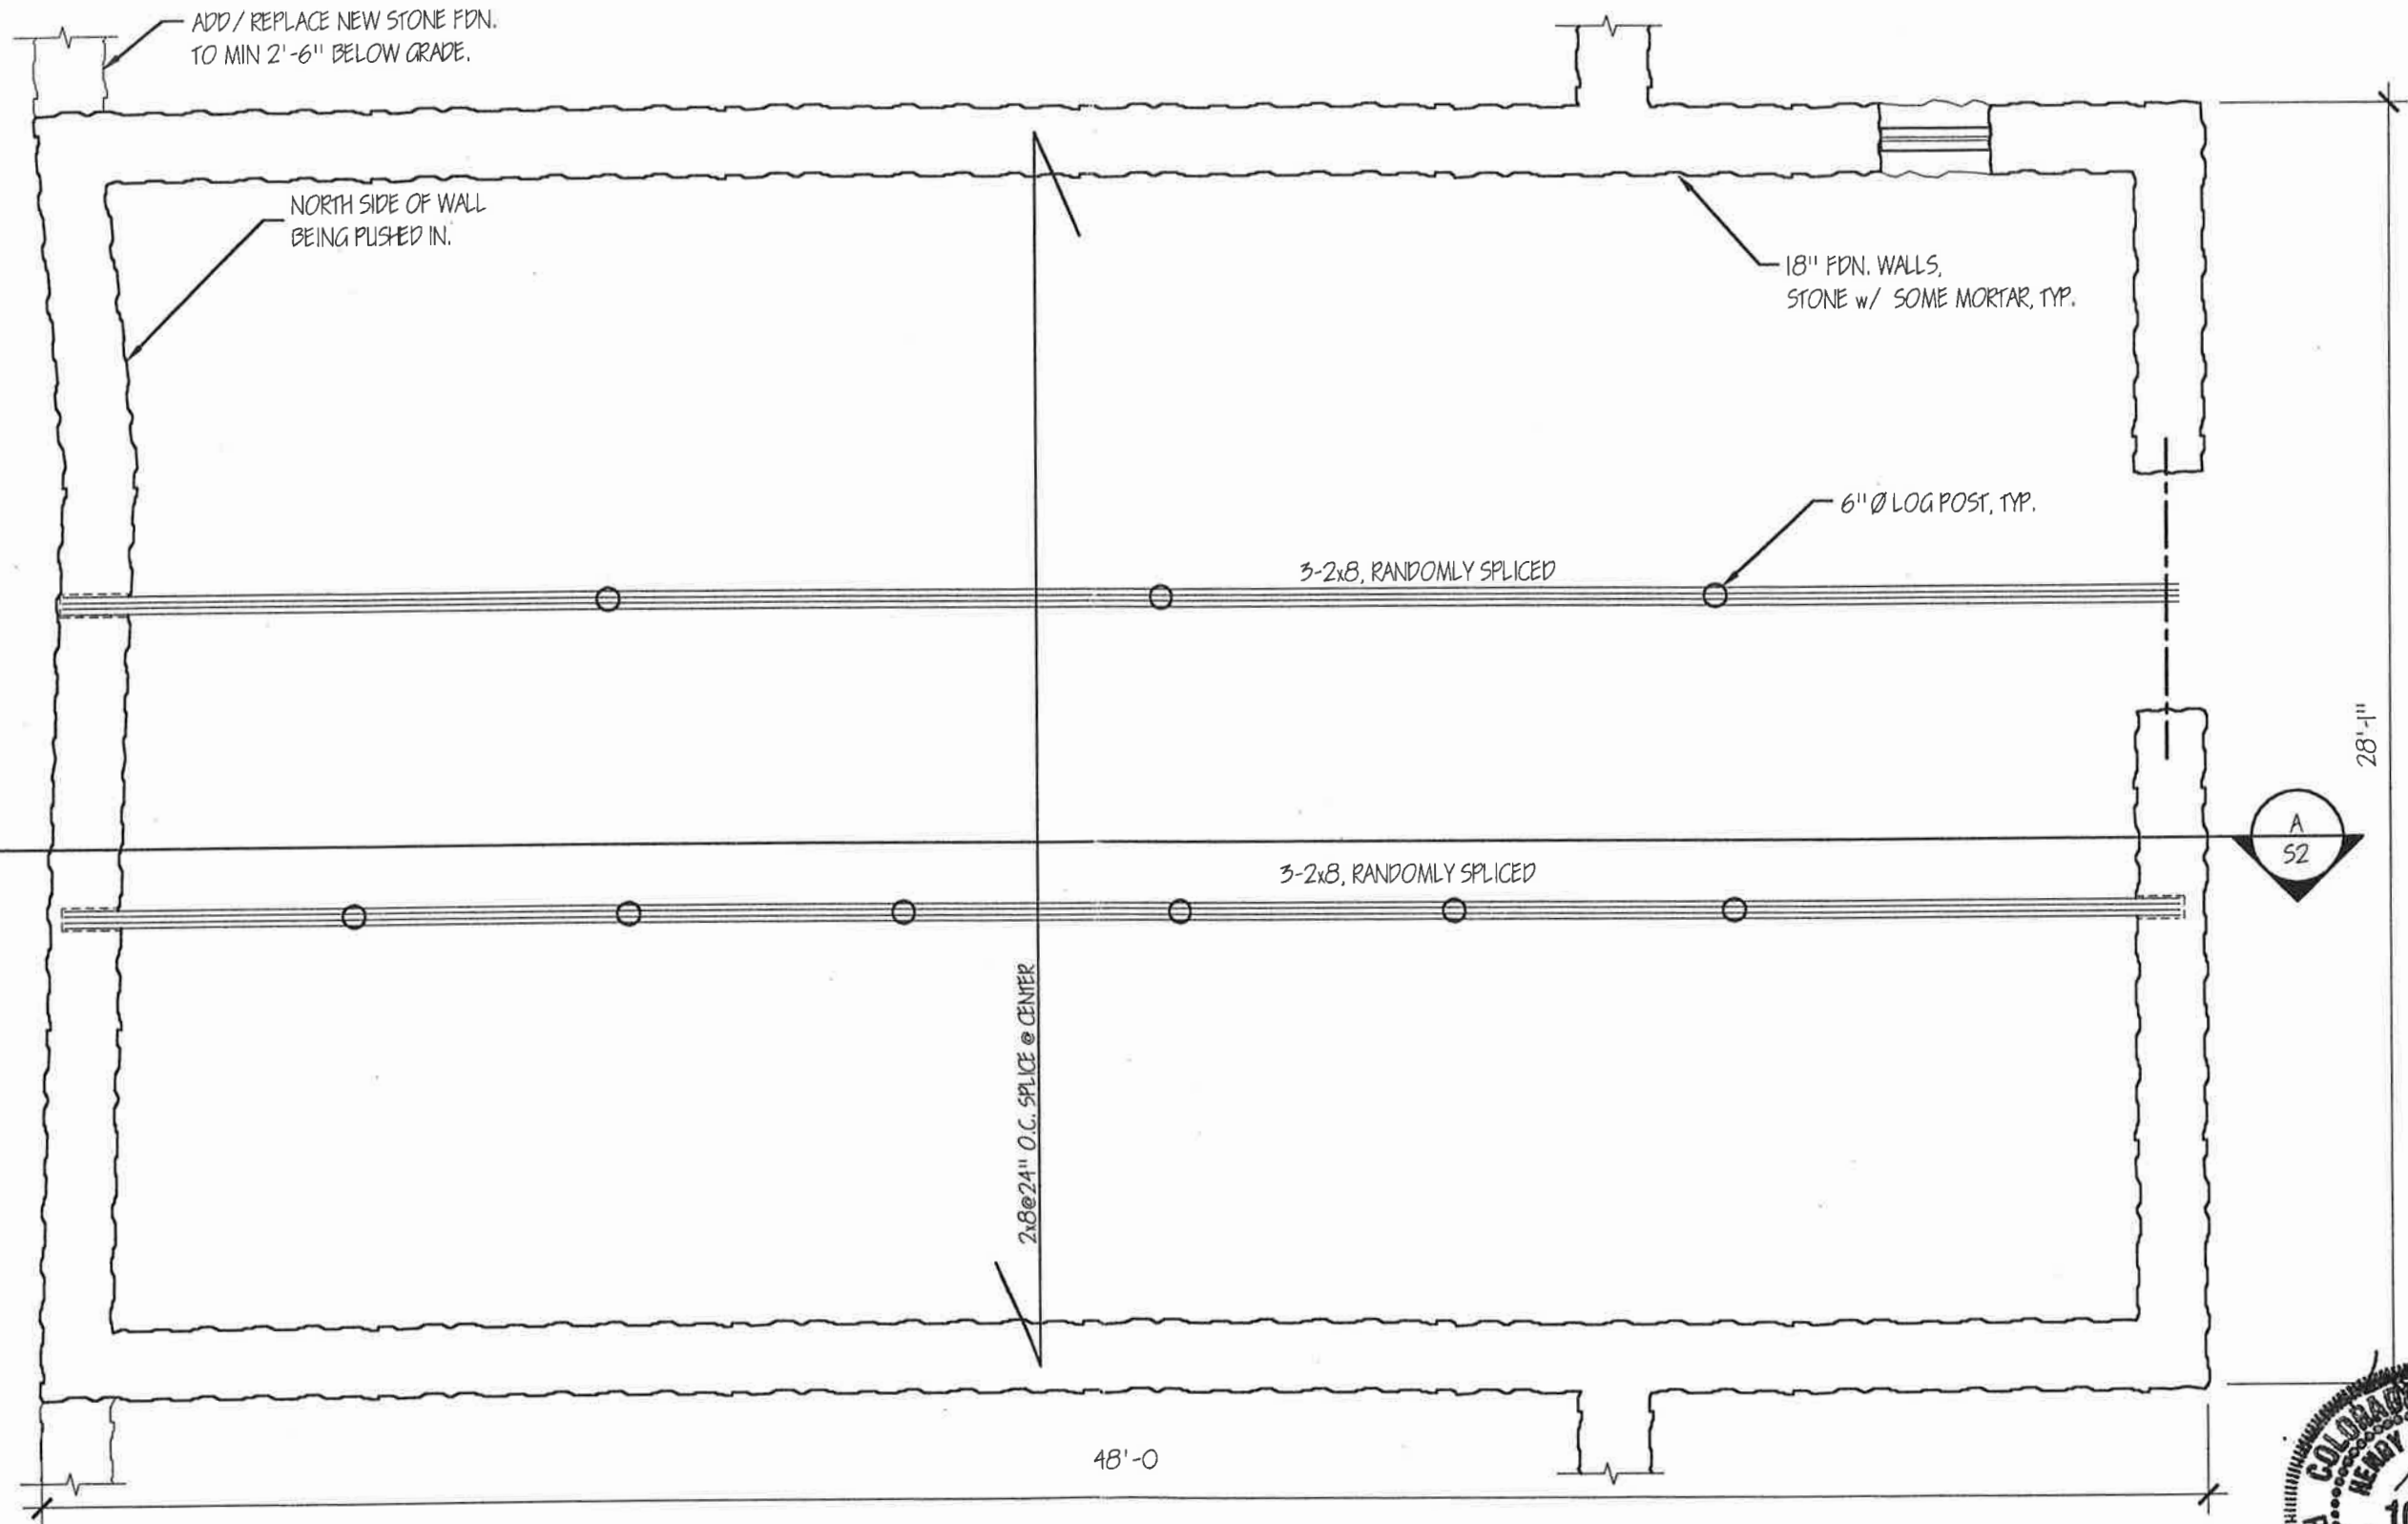 ADD/ REPLACE NEW STONE FDN.
TO MIN 2'-6" BELOW GRADE.
NORTH SIDE OF WALL
BEING PUSHED IN.
18" FDN. WALLS,
STONE w/ SOME MORTAR, TYP.
6"Ø LOG POST, TYP.
3-2x8, RANDOMLY SPLICED
28'-1"
A
S2
3-2x8, RANDOMLY SPLICED
2x8@24" O.C. SPLICE @ CENTER
48'-0
HENRY